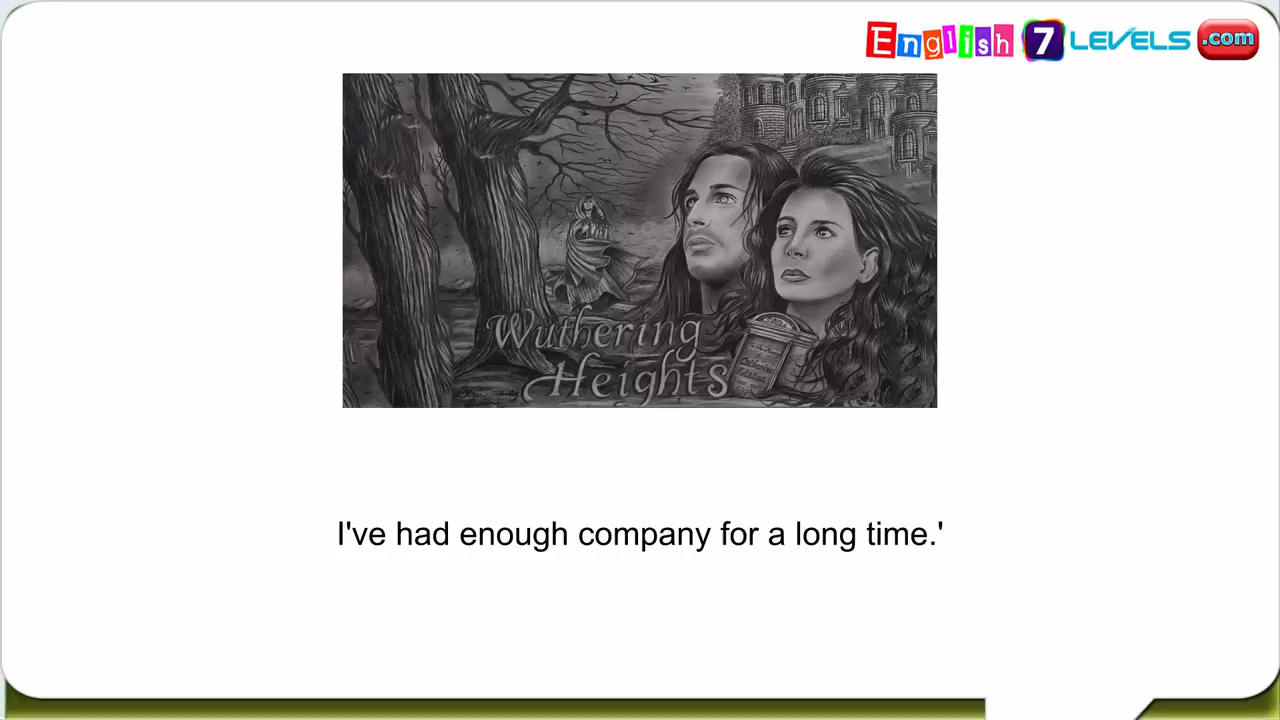 English 7 LEVELS .com
Wuthering
Heights
I've had enough company for a long time.'